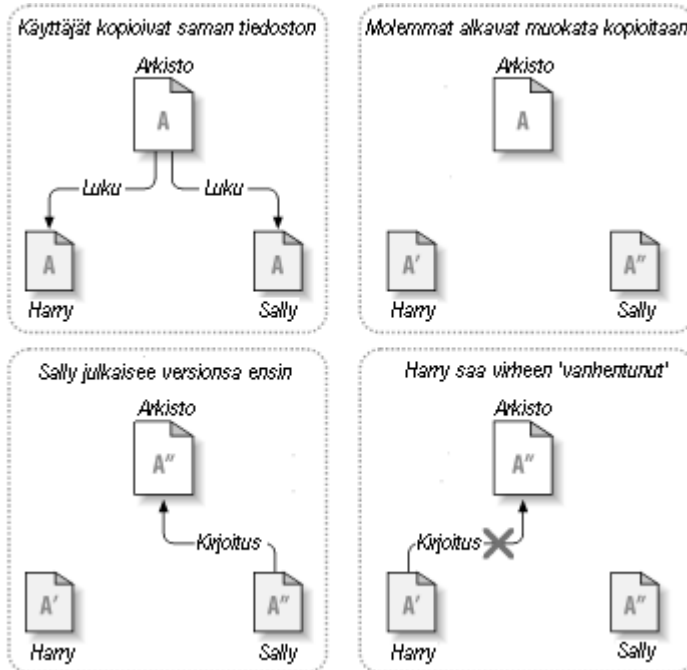 Käyttäjät kopioivat saman tiedoston
Arkisto
A
Luku
Luku
A
A
Harry
Sally
Molemmat alkavat muokata kopioitaan
Arkisto
A
A'
A"
Harry
Sally
Sally julkaisee versionsa ensin
Arkisto
A"
Kirjoitus
A'
A"
Harry
Sally
Harry saa virheen 'vanhentunut'
Arkisto
A"
Kirjoitus
A'
A"
Harry
Sally